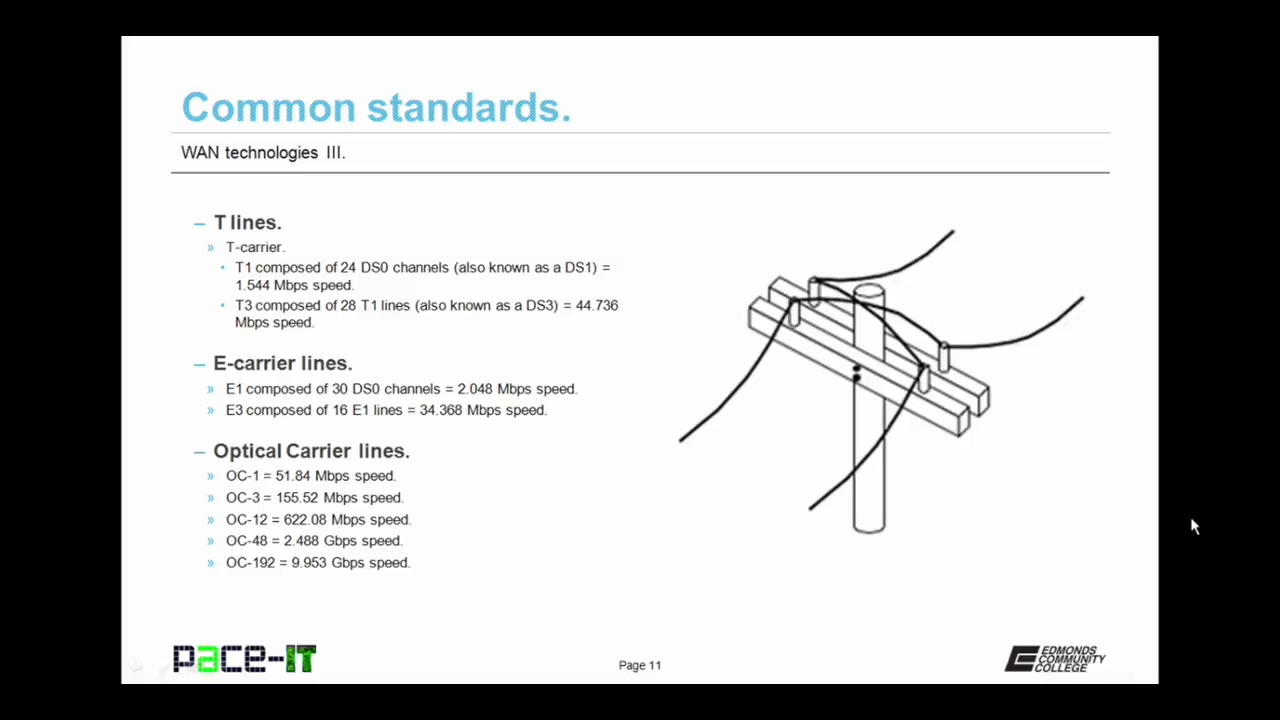 Common standards.
WAN technologies III.
– T lines.
» T-carrier.
• T1 composed of 24 DS0 channels (also known as a DS1) =
1.544 Mbps speed.
• T3 composed of 28 T1 lines (also known as a DS3) = 44.736
Mbps speed.
– E-carrier lines.
» E1 composed of 30 DS0 channels = 2.048 Mbps speed.
» E3 composed of 16 E1 lines = 34.368 Mbps speed.
– Optical Carrier lines.
» OC-1 = 51.84 Mbps speed.
» OC-3 = 155.52 Mbps speed.
» OC-12 = 622.08 Mbps speed.
» OC-48 = 2.488 Gbps speed.
» OC-192 = 9.953 Gbps speed.
pace-IT
Page 11
EDMONDS
COMMUNITY
COLLEGE